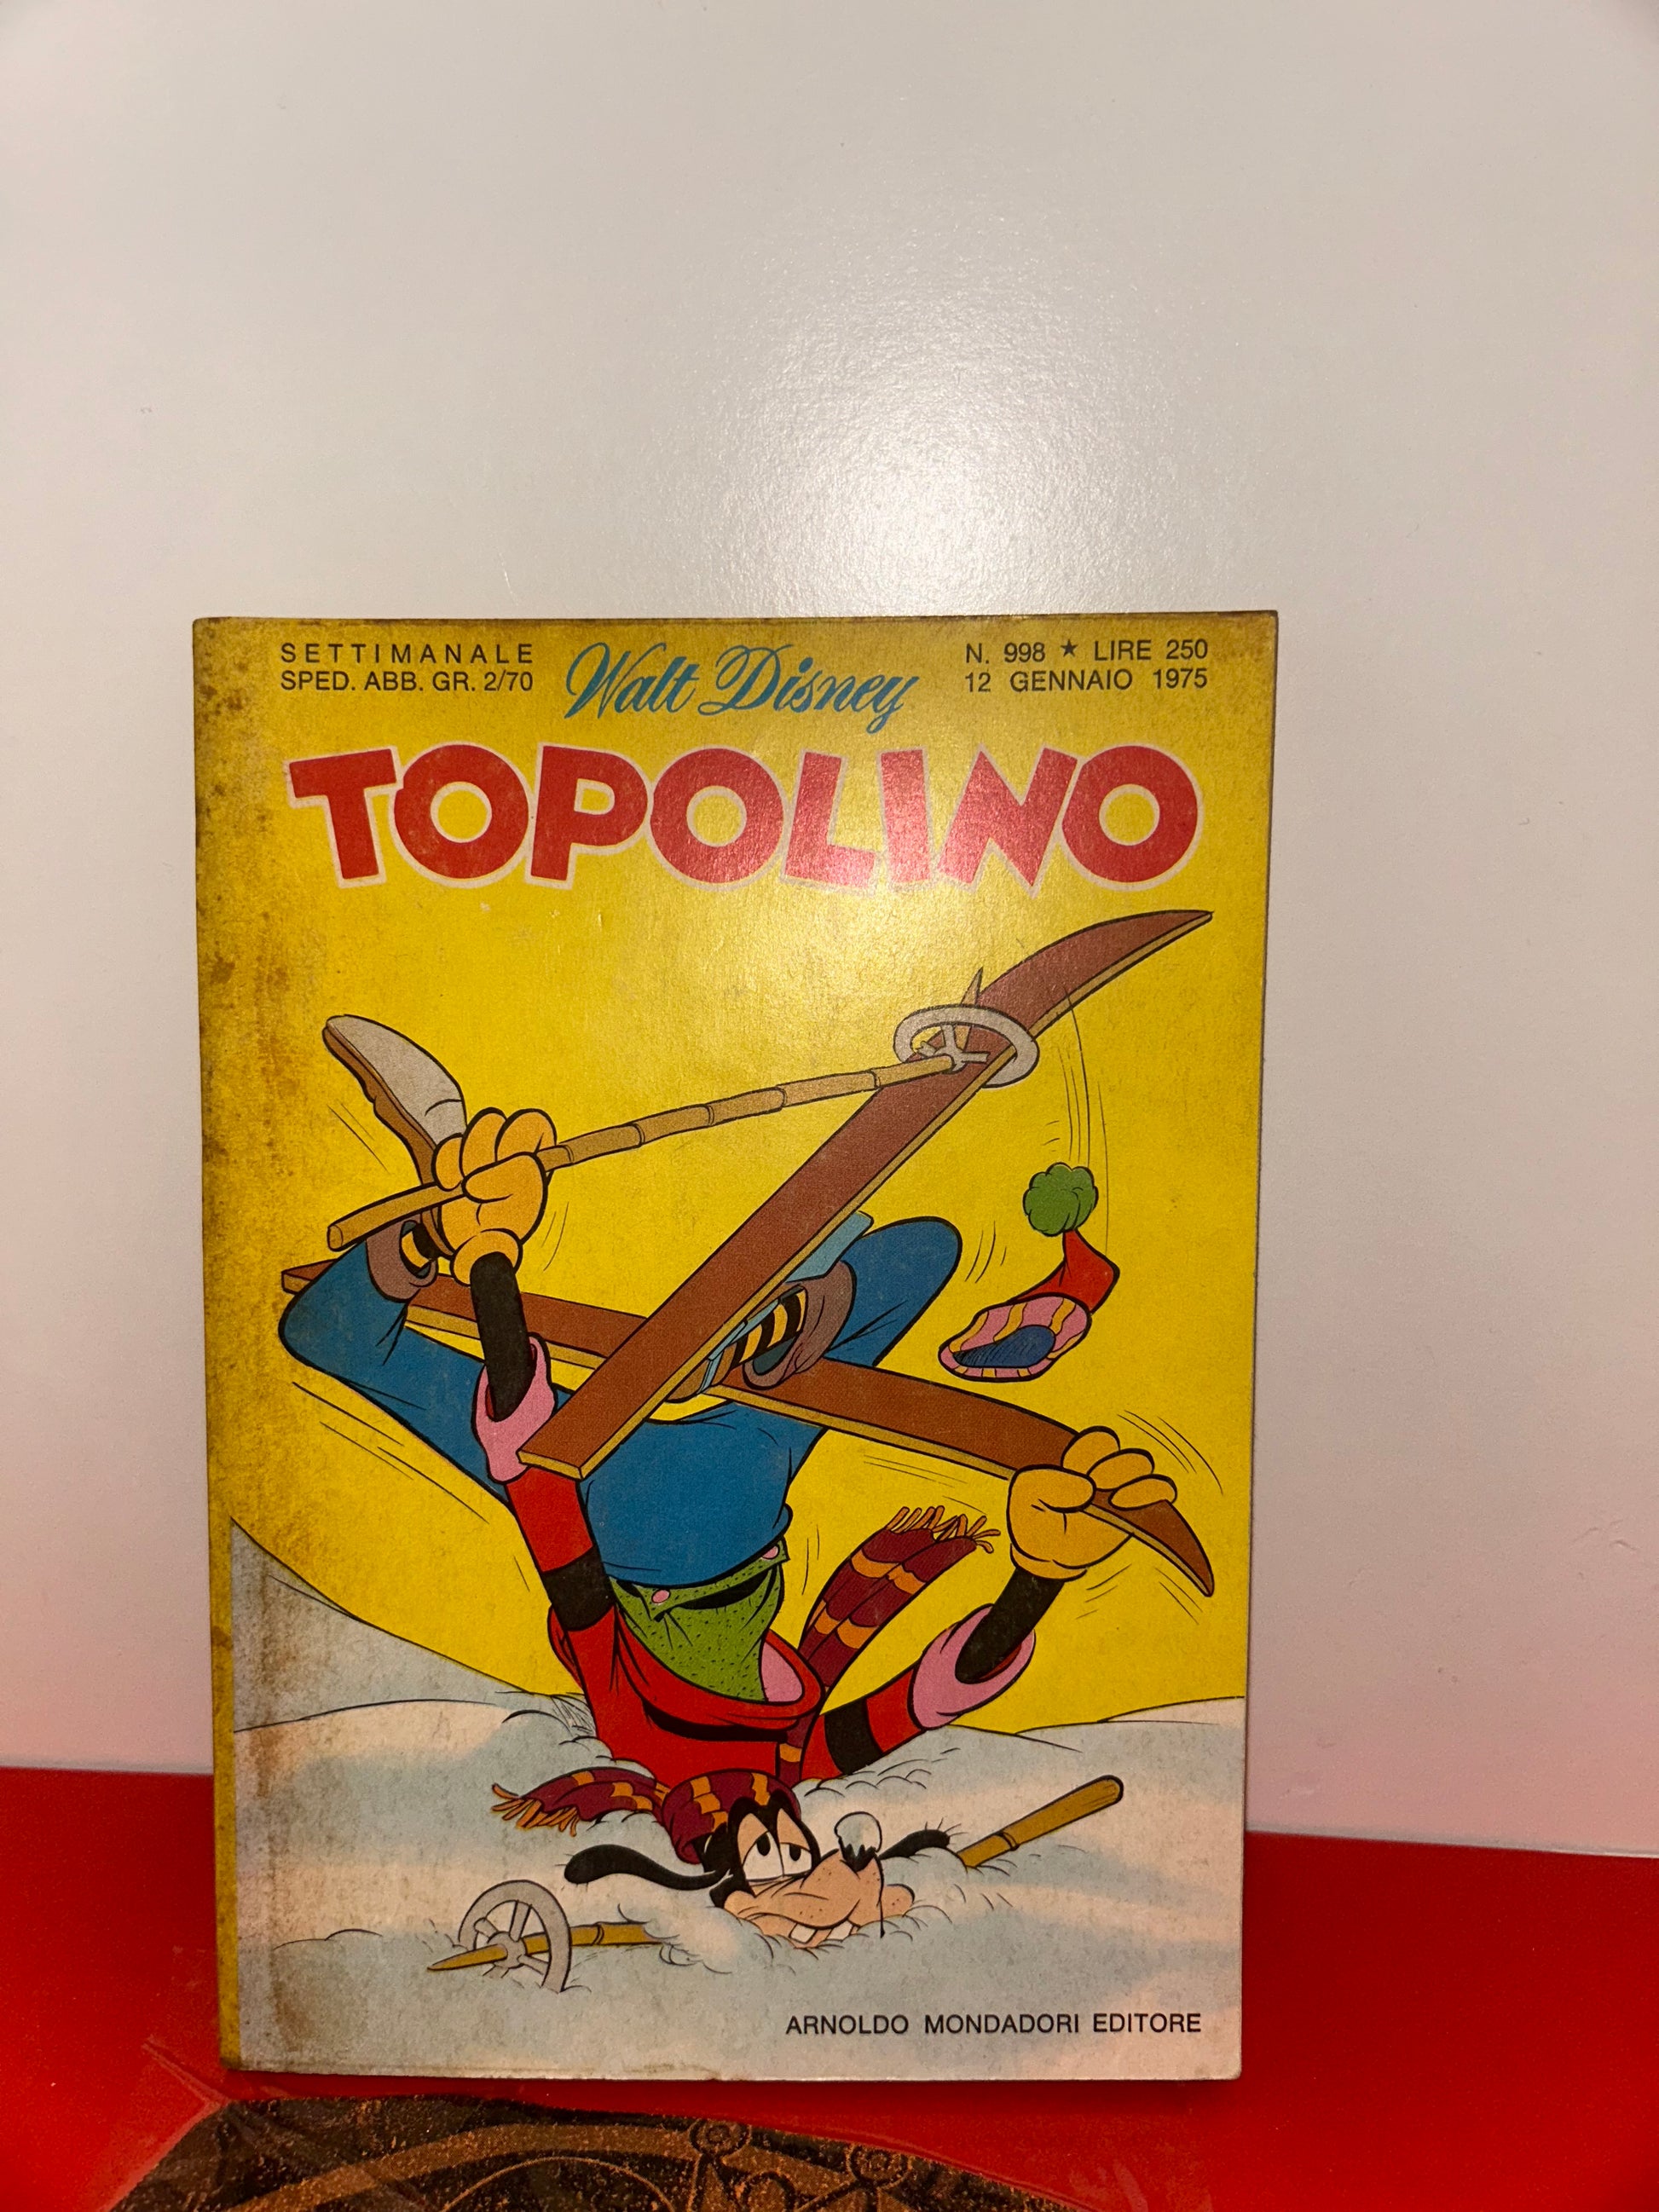 SETTIMANALE
SPED. ABB. GR. 2/70
Walt Disney
N. 998 ★ LIRE 250
12 GENNAIO 1975
TOPOLINO
ARNOLDO MONDADORI EDITORE